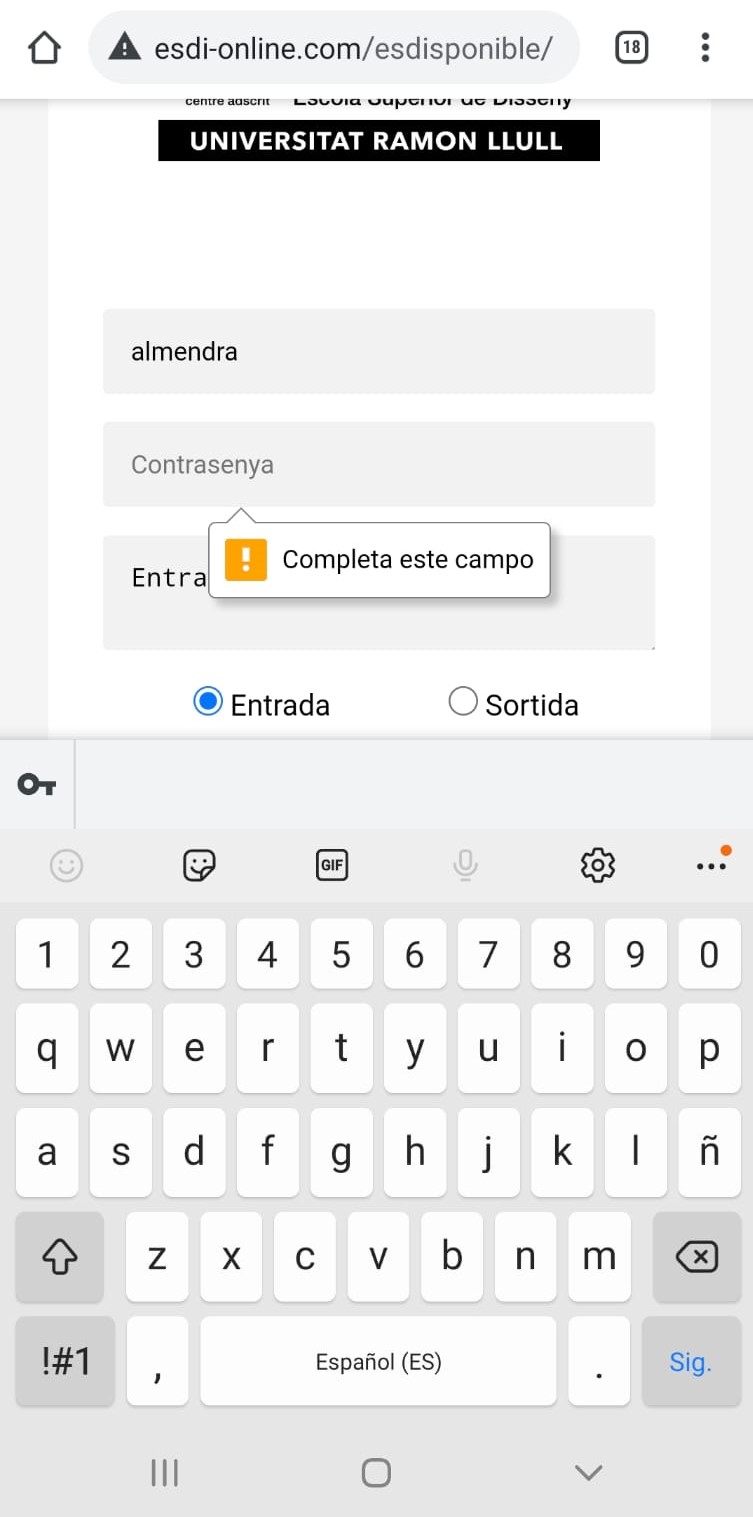 esdi-online.com/esdisponible/
18
centre adscrit Escola Superior de Disseny
UNIVERSITAT RAMON LLULL
almendra
Contrasenya
! Completa este campo
Entra
Entrada Sortida
GIF
1 2 3 4 5 6 7 8 9 0
q w e r t y u i o p
a s d f g h j k l ñ
z x c v b n m
!#1 , Español (ES) . Sig.